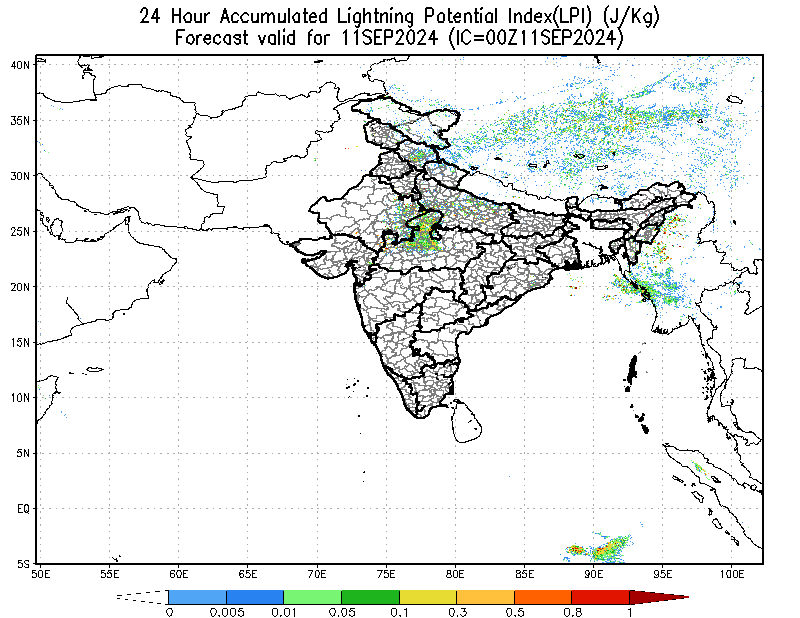 24 Hour Accumulated Lightning Potential Index(LPI) (J/Kg)
Forecast valid for 11SEP2024 (IC=00Z11SEP2024)
40N
35N
30N
25N
20N
15N
10N
5N
EQ
5S
50E 55E 60E 65E 70E 75E 80E 85E 90E 95E 100E
0 0.005 0.01 0.05 0.1 0.3 0.5 0.8 1